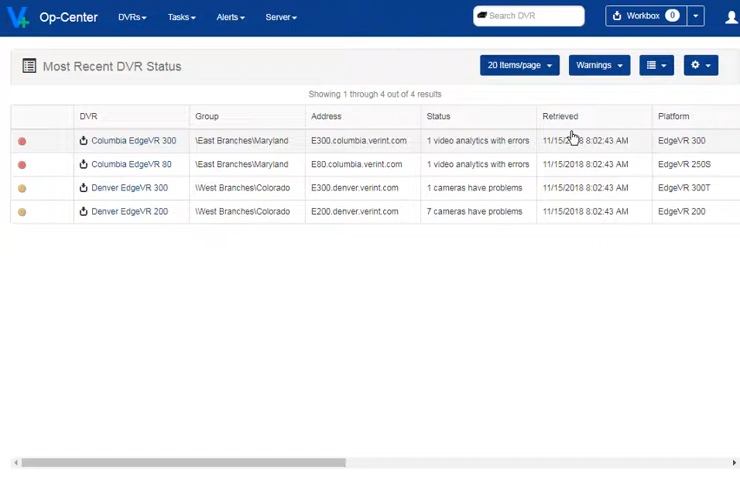 Op-Center DVRs Tasks Alerts Server Search DVR Workbox 0
Most Recent DVR Status 20 Items/page Warnings
Showing 1 through 4 out of 4 results
DVR Group Address Status Retrieved Platform
Columbia EdgeVR 300 \East Branches\Maryland E300.columbia.verint.com 1 video analytics with errors 11/15/2018 8:02:43 AM EdgeVR 300
Columbia EdgeVR 80 \East Branches\Maryland E80.columbia.verint.com 1 video analytics with errors 11/15/2018 8:02:43 AM EdgeVR 250S
Denver EdgeVR 300 \West Branches\Colorado E300.denver.verint.com 1 cameras have problems 11/15/2018 8:02:43 AM EdgeVR 300T
Denver EdgeVR 200 \West Branches\Colorado E200.denver.verint.com 7 cameras have problems 11/15/2018 8:02:43 AM EdgeVR 200